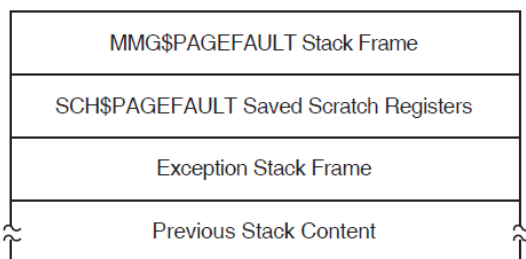 MMG$PAGEFAULT Stack Frame
SCH$PAGEFAULT Saved Scratch Registers
Exception Stack Frame
Previous Stack Content